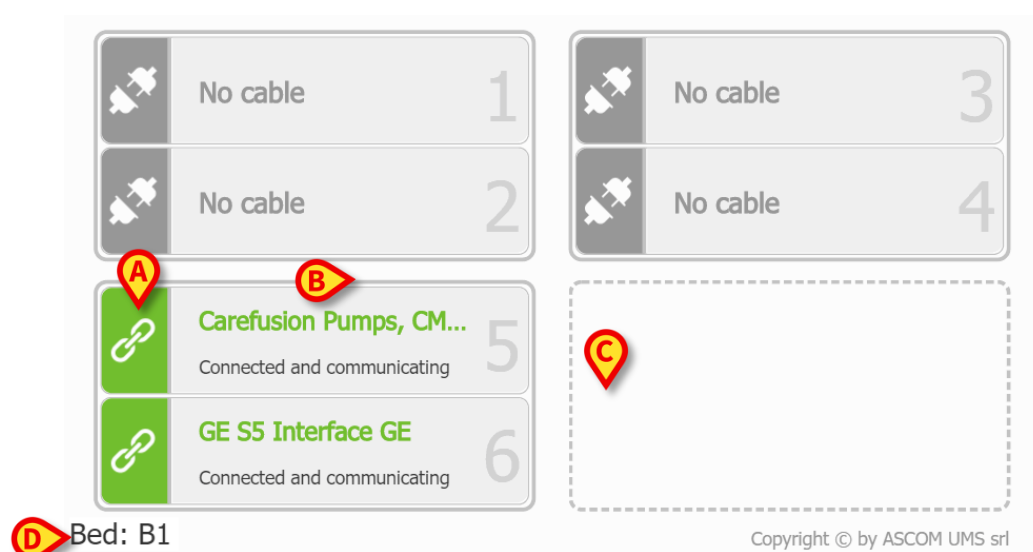 No cable 1
No cable 2
No cable 3
No cable 4
A
B
Carefusion Pumps, CM...
Connected and communicating
5
GE S5 Interface GE
Connected and communicating
6
C
D
Bed: B1
Copyright © by ASCOM UMS srl